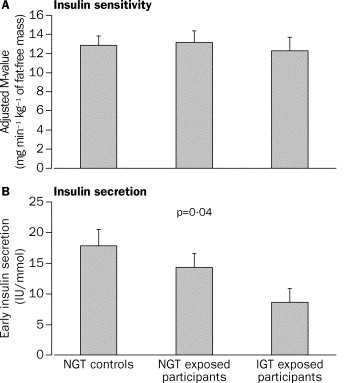 A Insulin sensitivity
Adjusted M-value
(mg min⁻¹ kg⁻¹ of fat-free mass)
16
14
12
10
8
6
4
2
0
B Insulin secretion
Early insulin secretion
(IU/mmol)
25
20
15
10
5
0
p=0·04
NGT controls
NGT exposed
participants
IGT exposed
participants